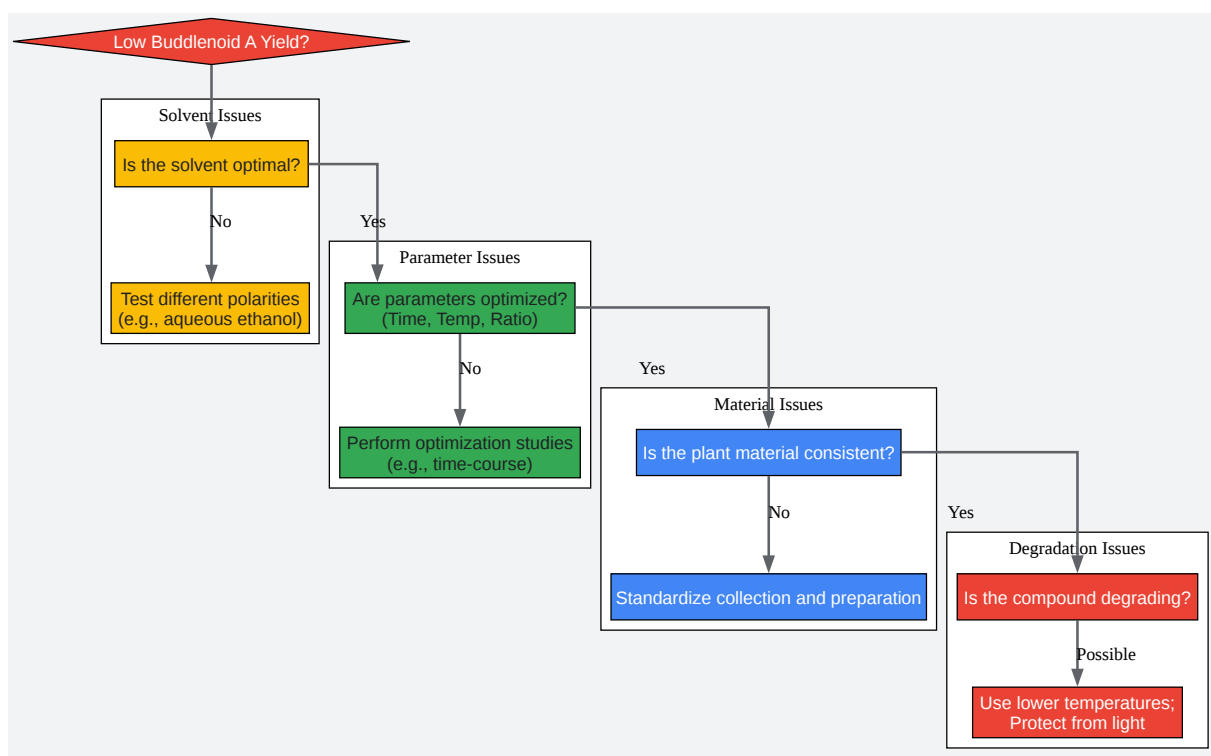 Low Buddlenoid A Yield?
Solvent Issues
Is the solvent optimal?
No
Yes
Test different polarities
(e.g., aqueous ethanol)
Parameter Issues
Are parameters optimized?
(Time, Temp, Ratio)
No
Yes
Perform optimization studies
(e.g., time-course)
Material Issues
Is the plant material consistent?
No
Yes
Standardize collection and preparation
Degradation Issues
Is the compound degrading?
Possible
Use lower temperatures;
Protect from light